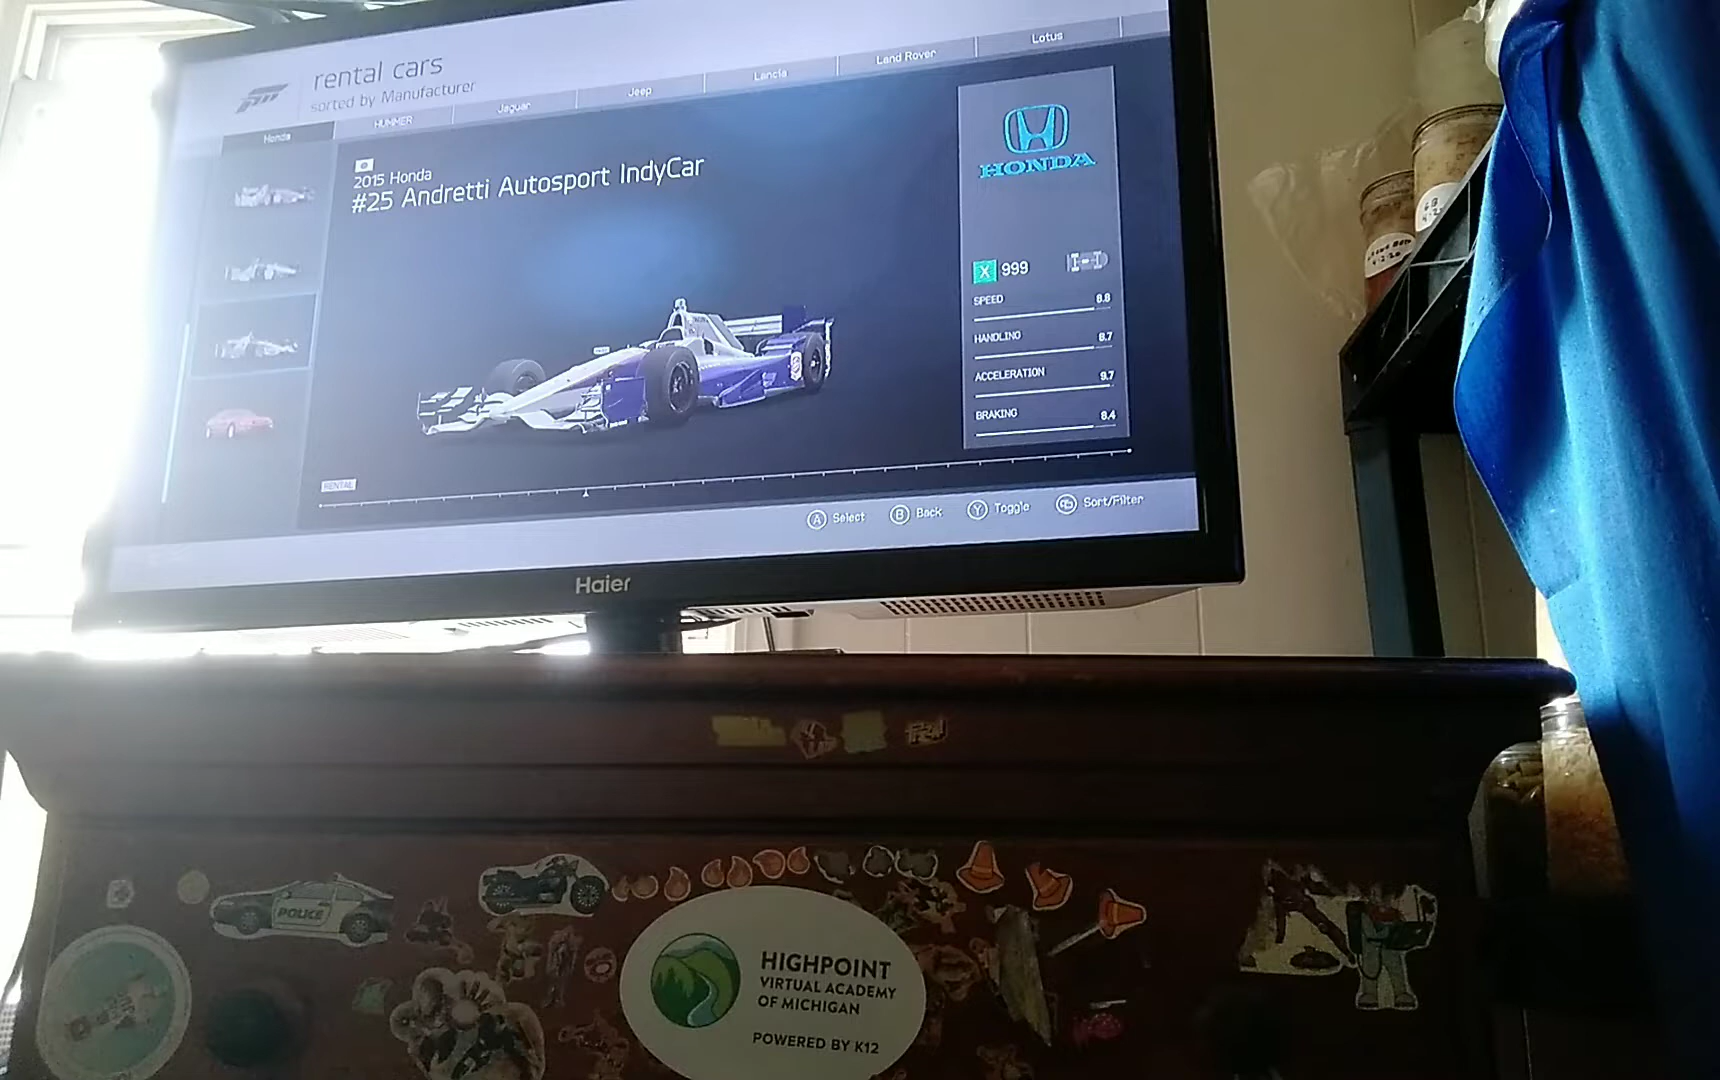 rental cars
sorted by Manufacturer
Honda
HUMMER
Jaguar
Jeep
Lancia
Land Rover
Lotus
2015 Honda
#25 Andretti Autosport IndyCar
HONDA
X 999
SPEED 8.8
HANDLING 8.7
ACCELERATION 9.7
BRAKING 8.4
RENTAL
A Select
B Back
Y Toggle
Sort/Filter
Haier
POLICE
HIGHPOINT
VIRTUAL ACADEMY
OF MICHIGAN
POWERED BY K12